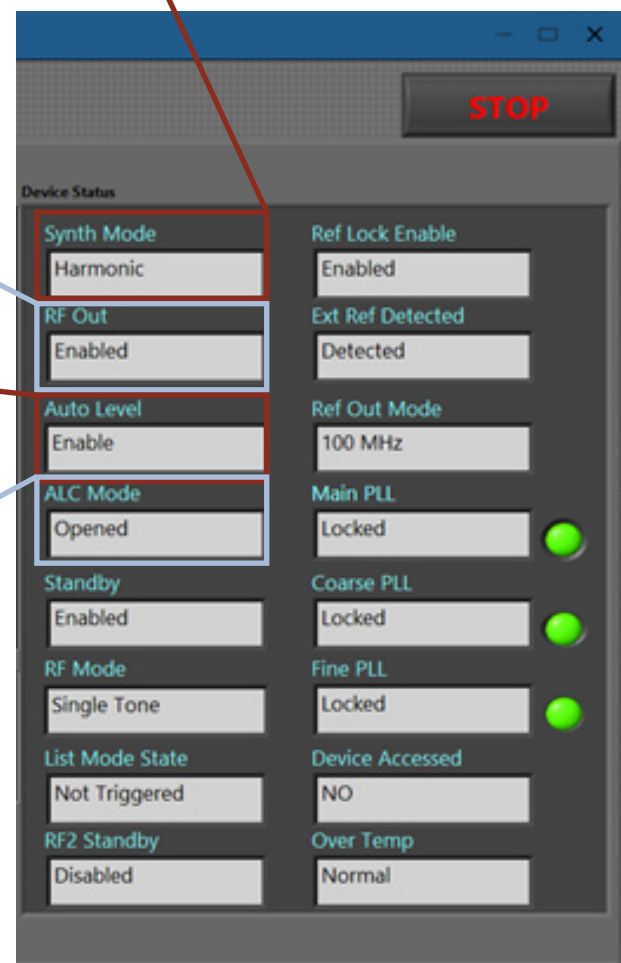 STOP
Device Status
Synth Mode
Harmonic
RF Out
Enabled
Auto Level
Enable
ALC Mode
Opened
Standby
Enabled
RF Mode
Single Tone
List Mode State
Not Triggered
RF2 Standby
Disabled
Ref Lock Enable
Enabled
Ext Ref Detected
Detected
Ref Out Mode
100 MHz
Main PLL
Locked
Coarse PLL
Locked
Fine PLL
Locked
Device Accessed
NO
Over Temp
Normal